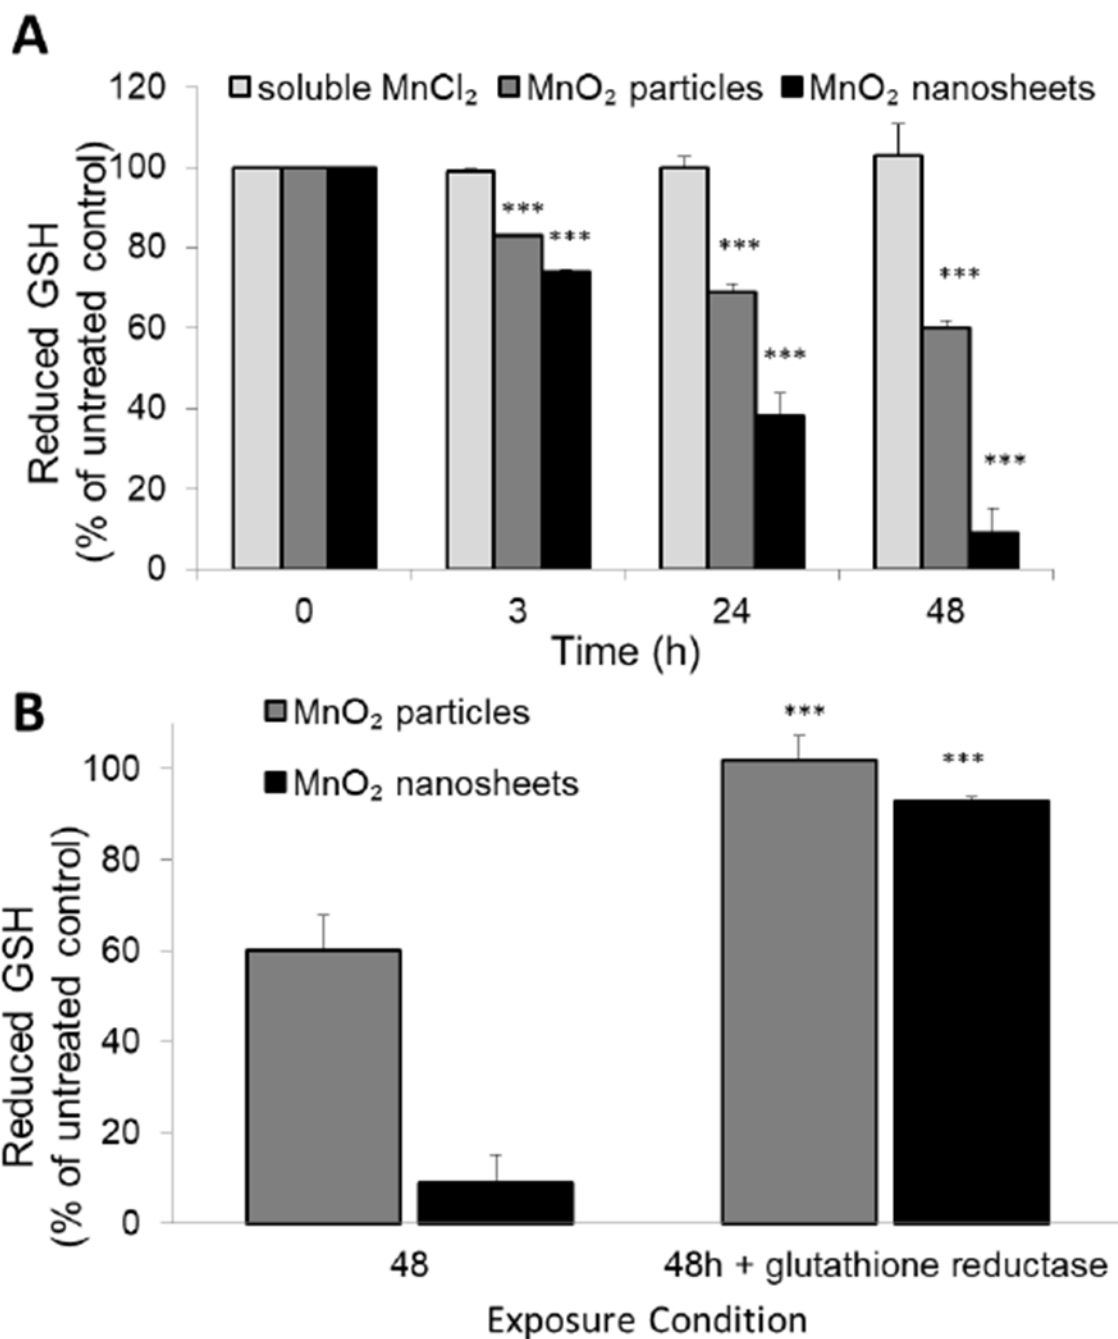 A
120
soluble MnCl₂ MnO₂ particles MnO₂ nanosheets
100
80
60
40
20
0
Reduced GSH
(% of untreated control)
***
***
***
***
***
***
0 3 24 48
Time (h)
B
MnO₂ particles
MnO₂ nanosheets
***
***
100
80
60
40
20
0
Reduced GSH
(% of untreated control)
48 48h + glutathione reductase
Exposure Condition